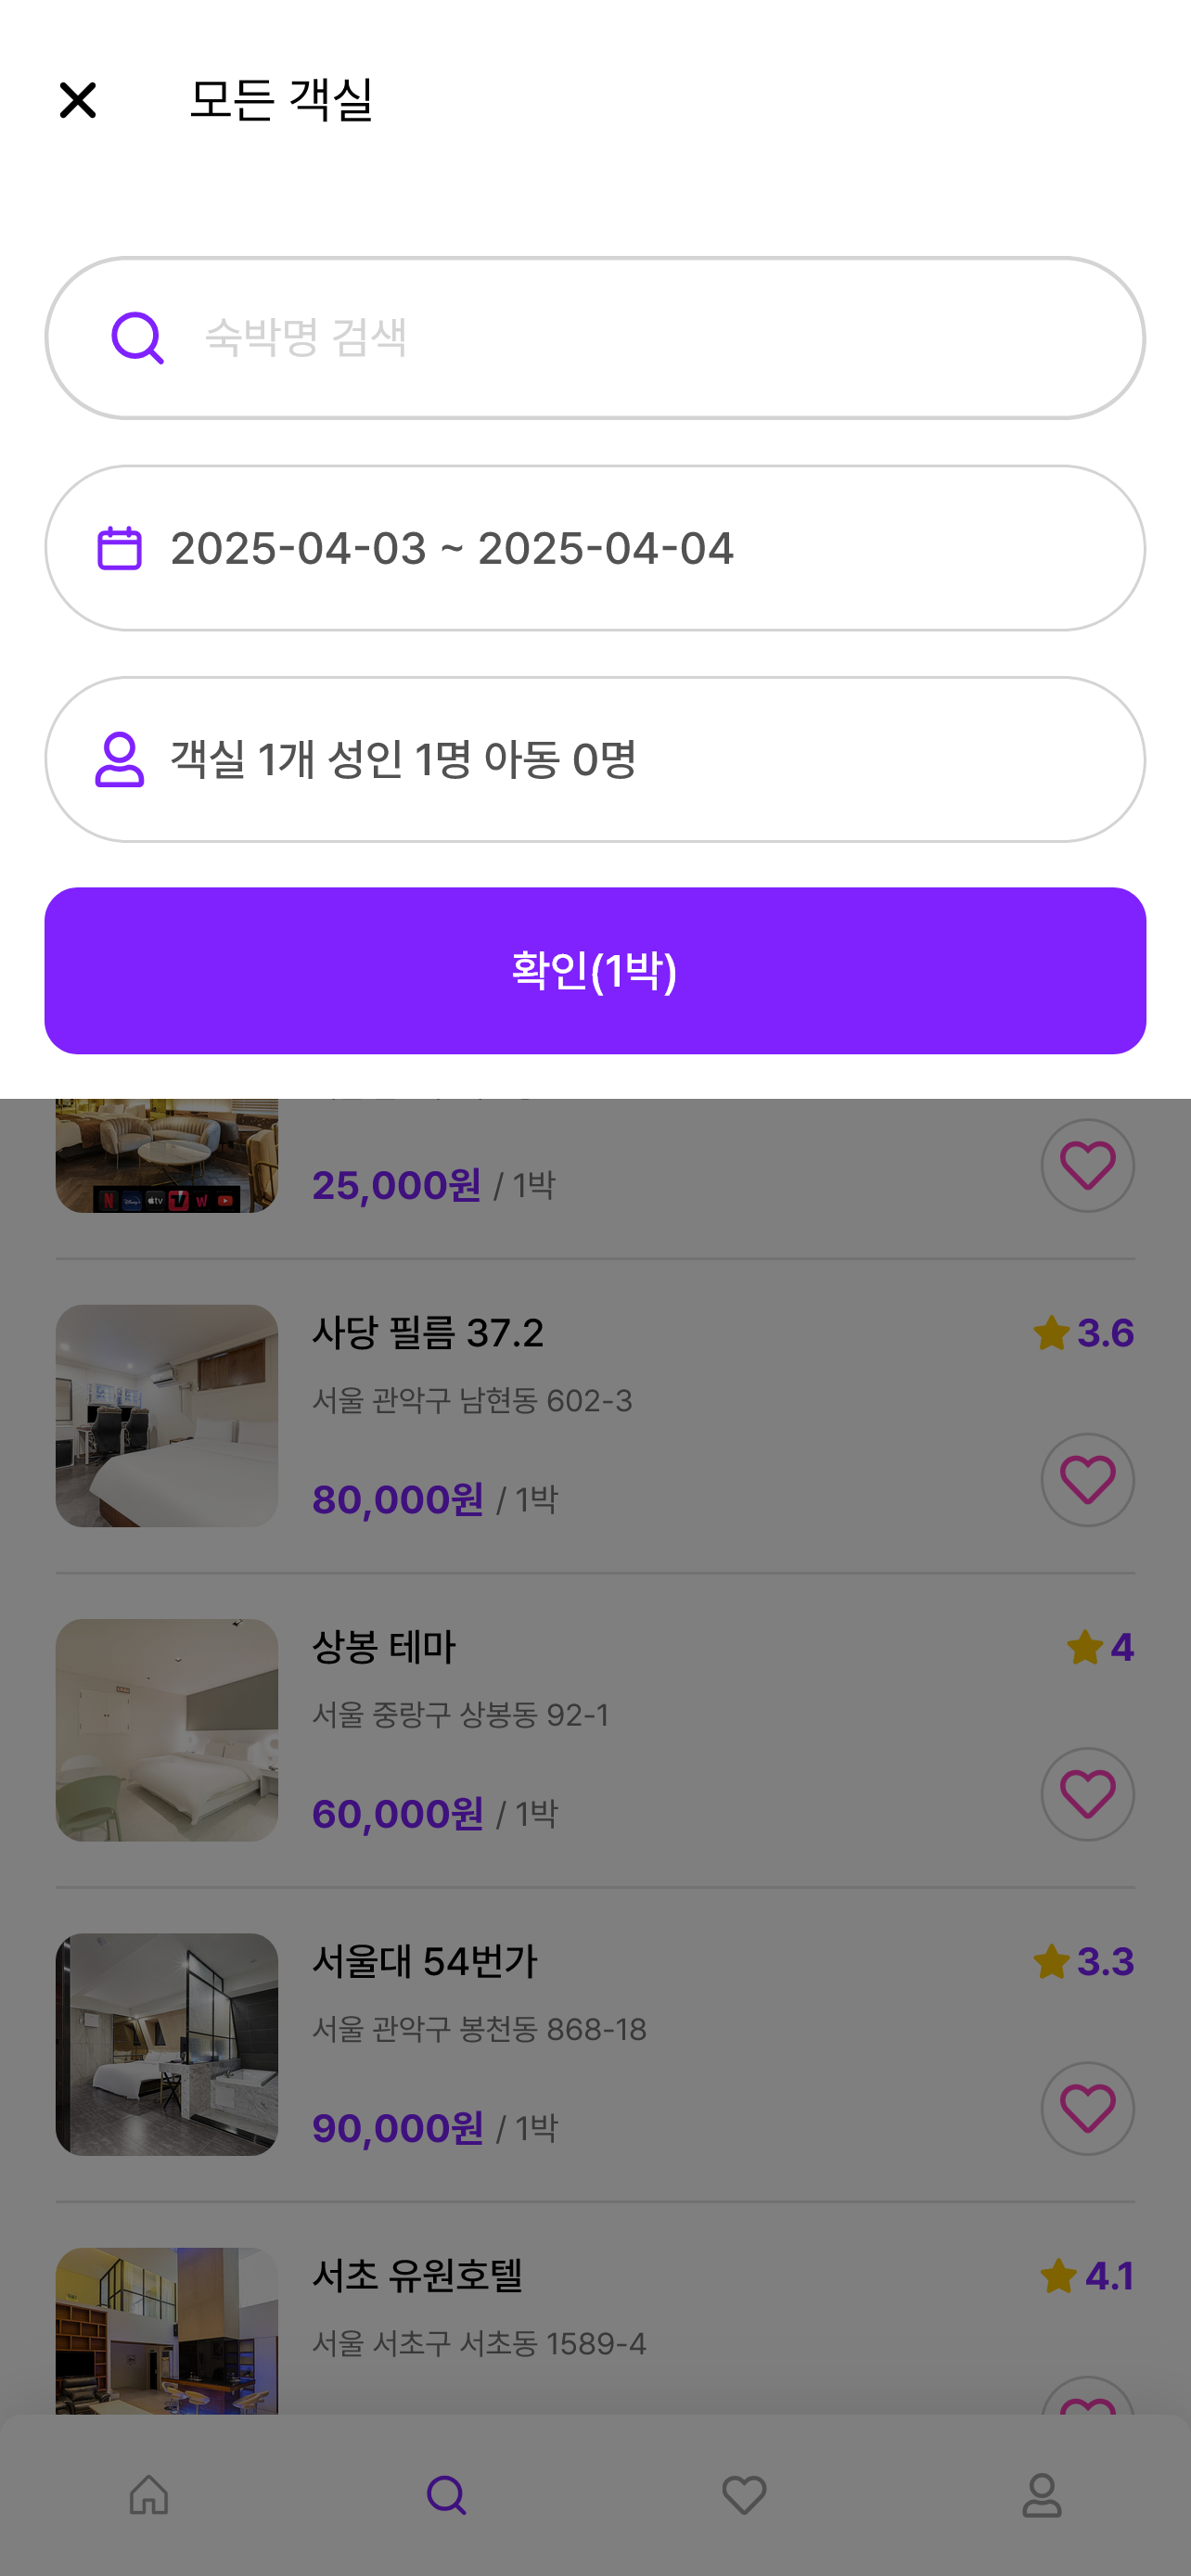 모든 객실
숙박명 검색
2025-04-03 ~ 2025-04-04
객실 1개 성인 1명 아동 0명
확인(1박)
25,000원 / 1박
사당 필름 37.2
3.6
서울 관악구 남현동 602-3
80,000원 / 1박
상봉 테마
4
서울 중랑구 상봉동 92-1
60,000원 / 1박
서울대 54번가
3.3
서울 관악구 봉천동 868-18
90,000원 / 1박
서초 유원호텔
4.1
서울 서초구 서초동 1589-4